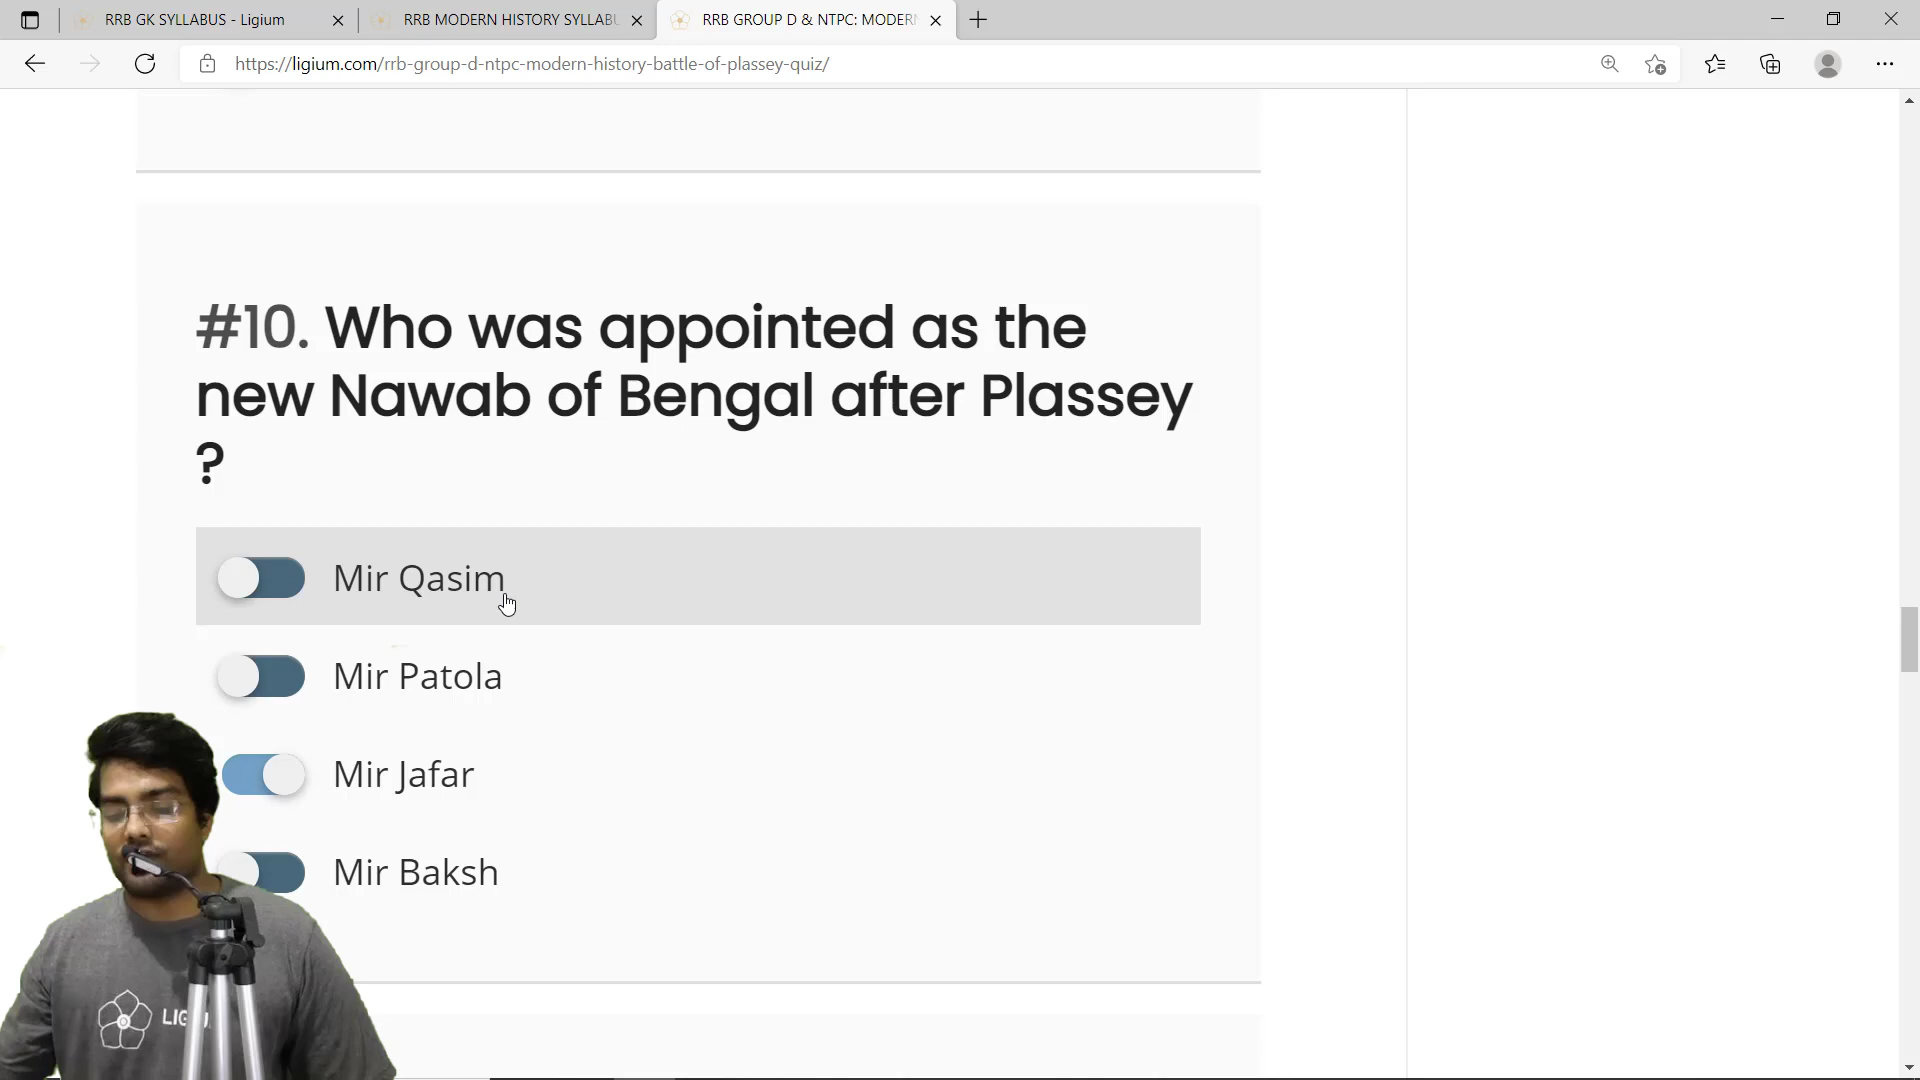 RRB GK SYLLABUS - Ligium
RRB MODERN HISTORY SYLLABU
RRB GROUP D & NTPC: MODERN
https://ligium.com/rrb-group-d-ntpc-modern-history-battle-of-plassey-quiz/
#10. Who was appointed as the
new Nawab of Bengal after Plassey
?
Mir Qasim
Mir Patola
Mir Jafar
Mir Baksh